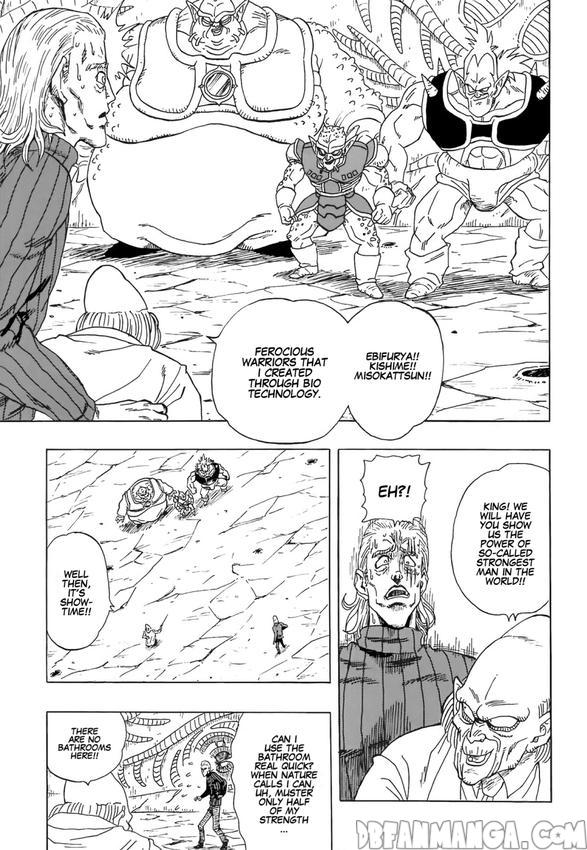 EBIFURYA!!
KISHIME!!
MISOKATTSUN!!
FEROCIOUS
WARRIORS THAT
I CREATED
THROUGH BIO
TECHNOLOGY.
KING! WE
WILL HAVE
YOU SHOW
US THE
POWER OF
SO-CALLED
STRONGEST
MAN IN THE
WORLD!!
EH?!
WELL
THEN,
IT'S
SHOW-
TIME!!
CAN I
USE THE
BATHROOM
REAL QUICK?
WHEN NATURE
CALLS I CAN,
UH, MUSTER
ONLY HALF
OF MY
STRENGTH
...
THERE
ARE NO
BATHROOMS
HERE!!
DBFANMANGA.COM